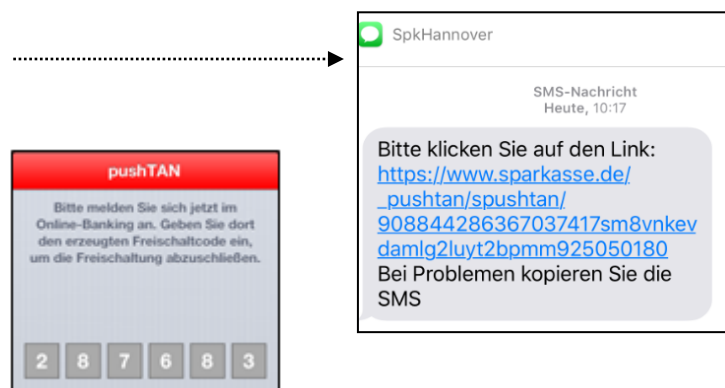 SpkHannover
SMS-Nachricht
Heute, 10:17
Bitte klicken Sie auf den Link:
https://www.sparkasse.de/
_pushtan/spushtan/
908844286367037417sm8vnkev
damlg2luyt2bpmm925050180
Bei Problemen kopieren Sie die
SMS
pushTAN
Bitte melden Sie sich jetzt im
Online-Banking an. Geben Sie dort
den erzeugten Freischaltcode ein,
um die Freischaltung abzuschließen.
2 8 7 6 8 3